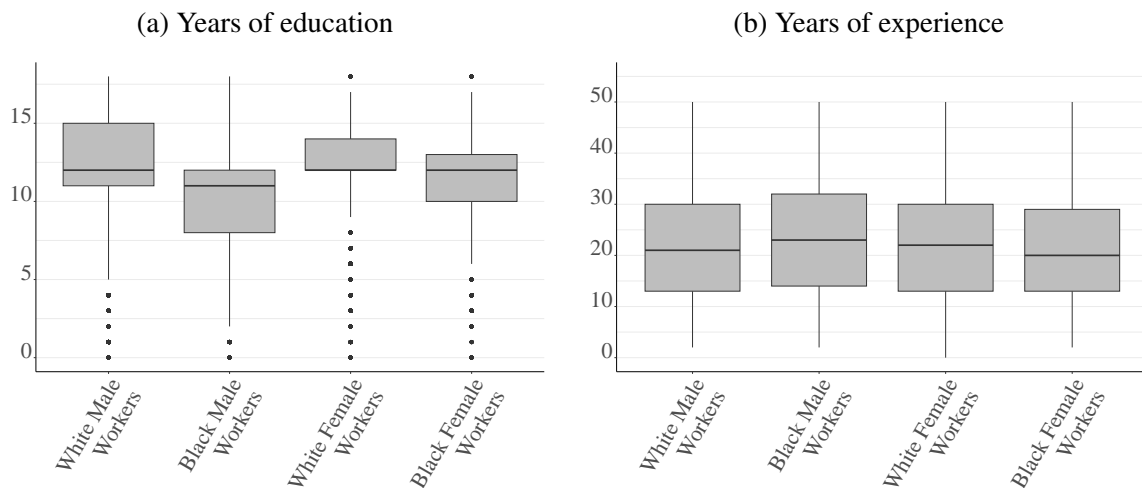 (a) Years of education
15
10
5
0
White Male
Workers
Black Male
Workers
White Female
Workers
Black Female
Workers
(b) Years of experience
50
40
30
20
10
0
White Male
Workers
Black Male
Workers
White Female
Workers
Black Female
Workers